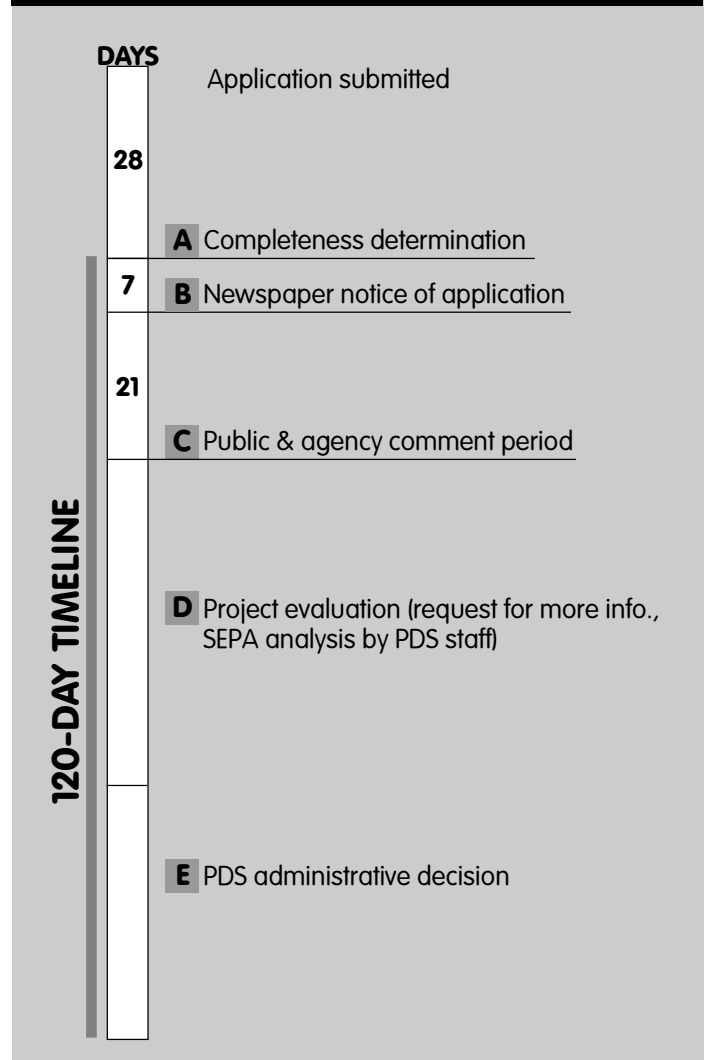 DAYS
Application submitted
28
A Completeness determination
7
B Newspaper notice of application
21
C Public & agency comment period
120-DAY TIMELINE
D Project evaluation (request for more info.,
SEPA analysis by PDS staff)
E PDS administrative decision